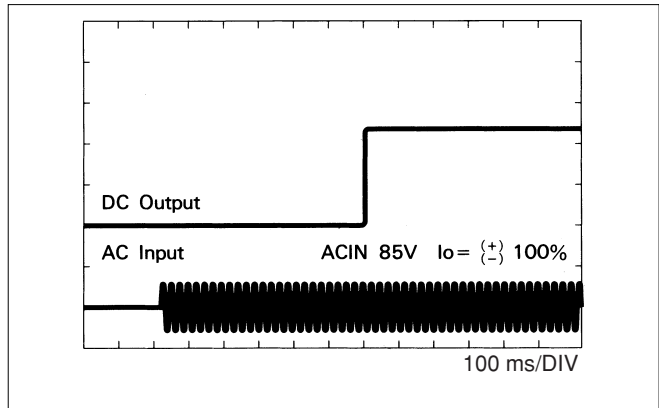 DC Output
AC Input ACIN 85V Io= (+) (−) 100%
100 ms/DIV